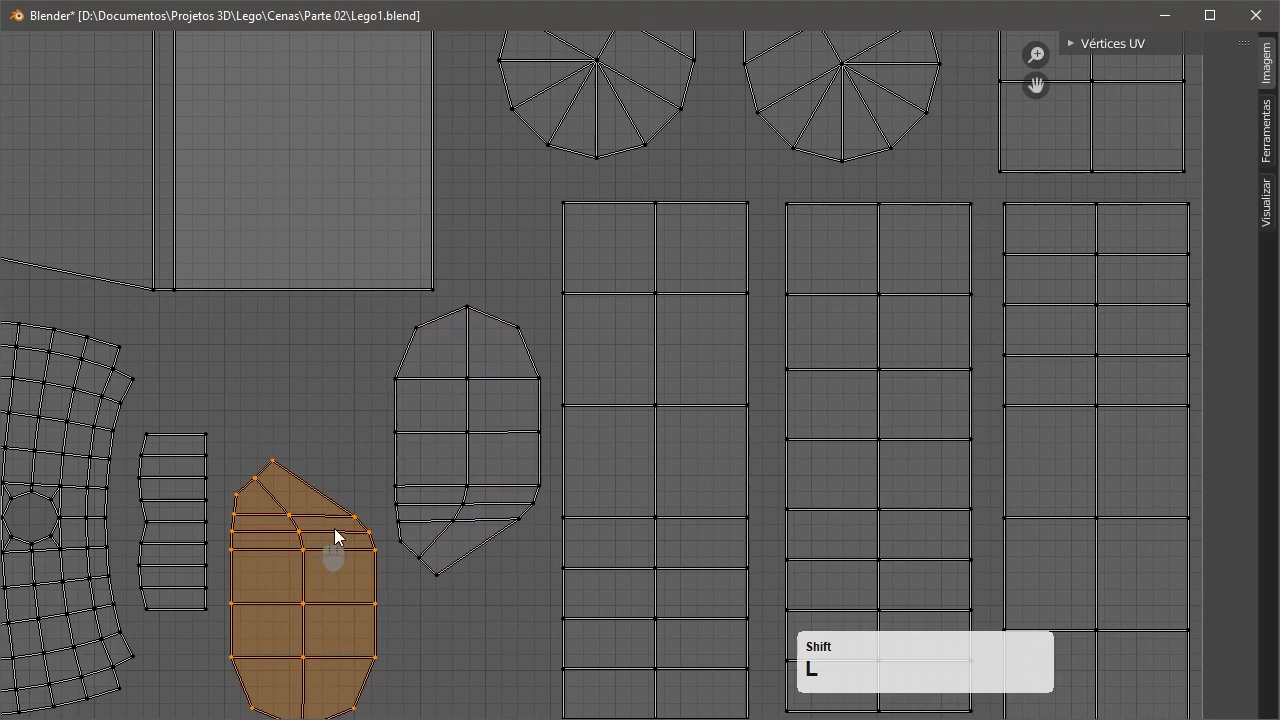 Blender* [D:\Documentos\Projetos 3D\Lego\Cenas\Parte 02\Lego1.blend]
Vértices UV
Imagem
Ferramentas
Visualizar
Shift
L